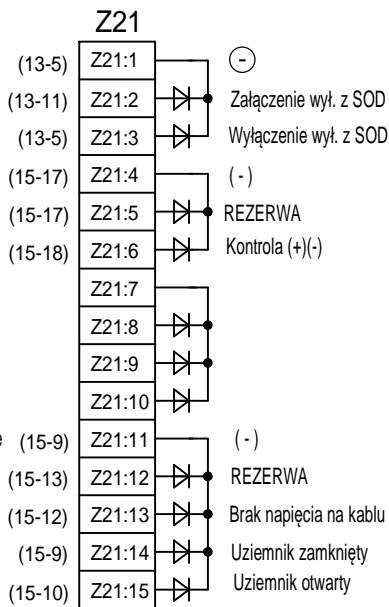 Z21
(13-5) Z21:1 -
(13-11) Z21:2 Załączenie wył. z SOD
(13-5) Z21:3 Wyłączenie wył. z SOD
(15-17) Z21:4 (-)
(15-17) Z21:5 REZERWA
(15-18) Z21:6 Kontrola (+)(-)
Z21:7
Z21:8
Z21:9
Z21:10
e (15-9) Z21:11 (-)
(15-13) Z21:12 REZERWA
(15-12) Z21:13 Brak napięcia na kablu
(15-9) Z21:14 Uziemnik zamknięty
(15-10) Z21:15 Uziemnik otwarty